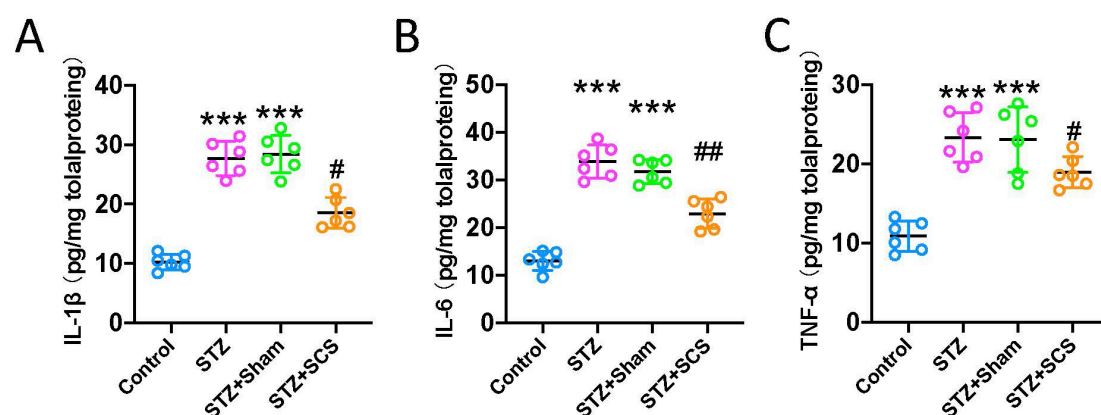 A
IL-1β (pg/mg tolalproteing)
40
30
20
10
0
***
***
#
Control
STZ
STZ+Sham
STZ+SCS
B
IL-6 (pg/mg tolalproteing)
50
40
30
20
10
0
***
***
##
Control
STZ
STZ+Sham
STZ+SCS
C
TNF-α (pg/mg tolalproteing)
30
20
10
0
***
***
#
Control
STZ
STZ+Sham
STZ+SCS